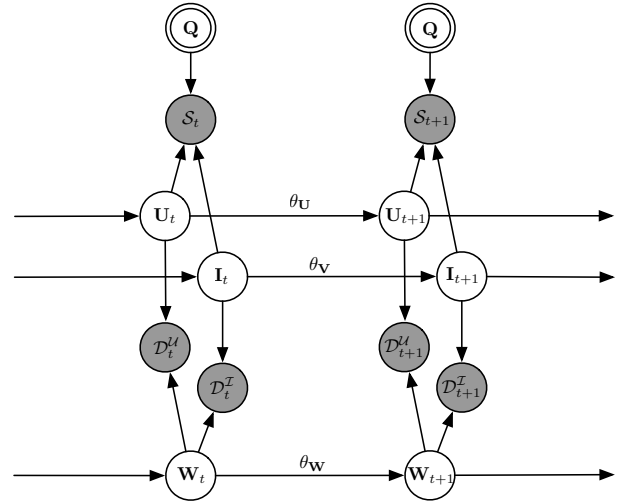 Q Q
𝒮_t 𝒮_{t+1}
U_t θ_U U_{t+1}
I_t θ_V I_{t+1}
𝒟_t^𝒰 𝒟_{t+1}^𝒰
𝒟_t^ℐ 𝒟_{t+1}^ℐ
W_t θ_W W_{t+1}